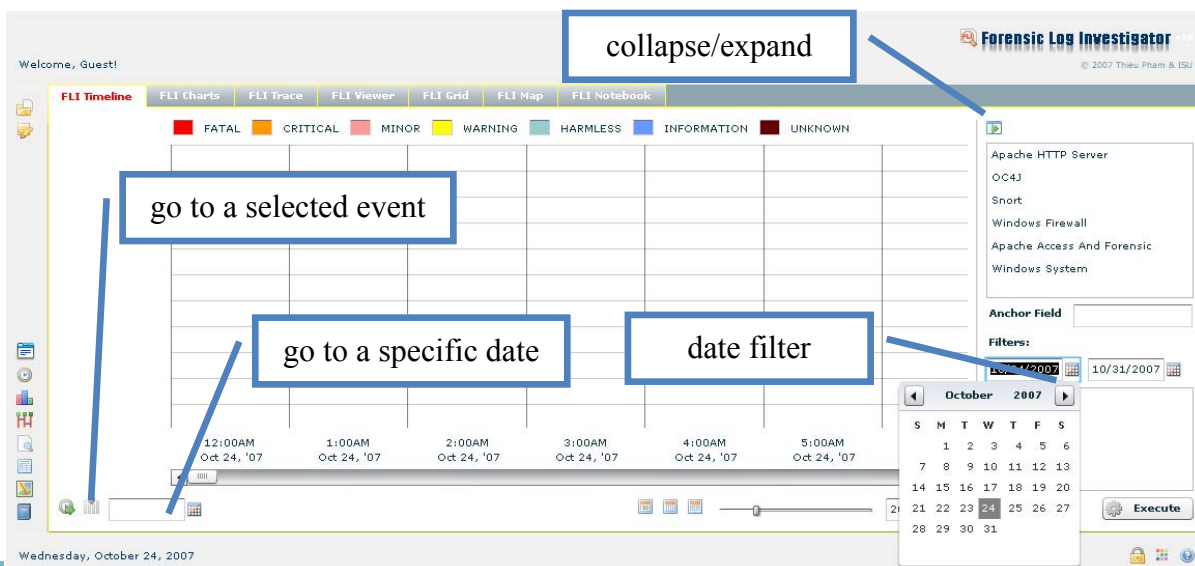 collapse/expand
Forensic Log Investigator
Welcome, Guest!
© 2007 Thieu Pham & ISU
FLI Timeline FLI Charts FLI Trace FLI Viewer FLI Grid FLI Map FLI Notebook
FATAL CRITICAL MINOR WARNING HARMLESS INFORMATION UNKNOWN
Apache HTTP Server
OC4J
Snort
Windows Firewall
Apache Access And Forensic
Windows System
go to a selected event
Anchor Field
Filters:
go to a specific date
date filter
10/24/2007 10/31/2007
October 2007
S M T W T F S
1 2 3 4 5 6
7 8 9 10 11 12 13
14 15 16 17 18 19 20
21 22 23 24 25 26 27
28 29 30 31
12:00AM 1:00AM 2:00AM 3:00AM 4:00AM 5:00AM
Oct 24, '07 Oct 24, '07 Oct 24, '07 Oct 24, '07 Oct 24, '07 Oct 24, '07
Execute
Wednesday, October 24, 2007